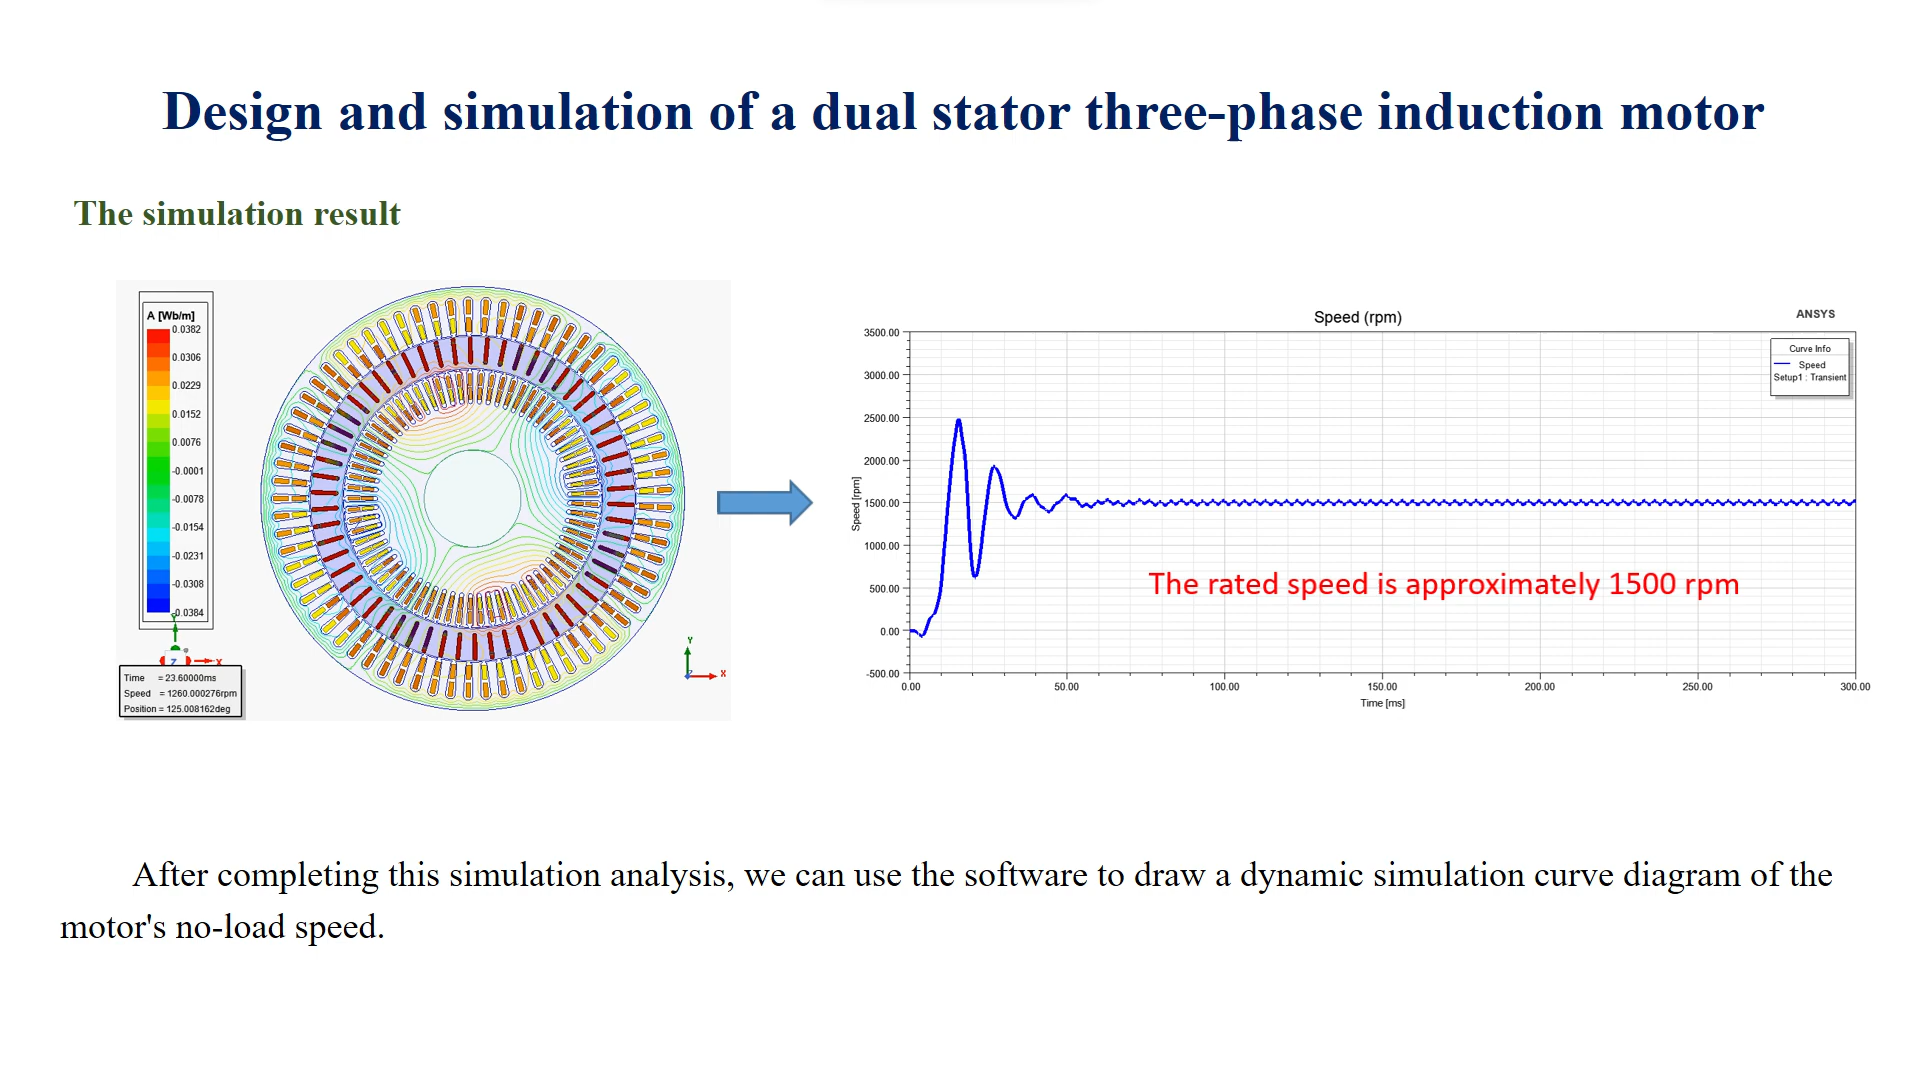 Design and simulation of a dual stator three-phase induction motor
The simulation result
A [Wb/m]
0.0382
0.0306
0.0229
0.0152
0.0076
-0.0001
-0.0078
-0.0154
-0.0231
-0.0308
-0.0384
Y
Z
X
Time = 23.60000ms
Speed = 1260.000276rpm
Position = 125.008162deg
Y
Z
X
Speed (rpm)
ANSYS
Curve Info
Speed
Setup1 : Transient
Speed [rpm]
3500.00
3000.00
2500.00
2000.00
1500.00
1000.00
500.00
0.00
-500.00
The rated speed is approximately 1500 rpm
0.00 50.00 100.00 150.00 200.00 250.00 300.00
Time [ms]
After completing this simulation analysis, we can use the software to draw a dynamic simulation curve diagram of the
motor's no-load speed.